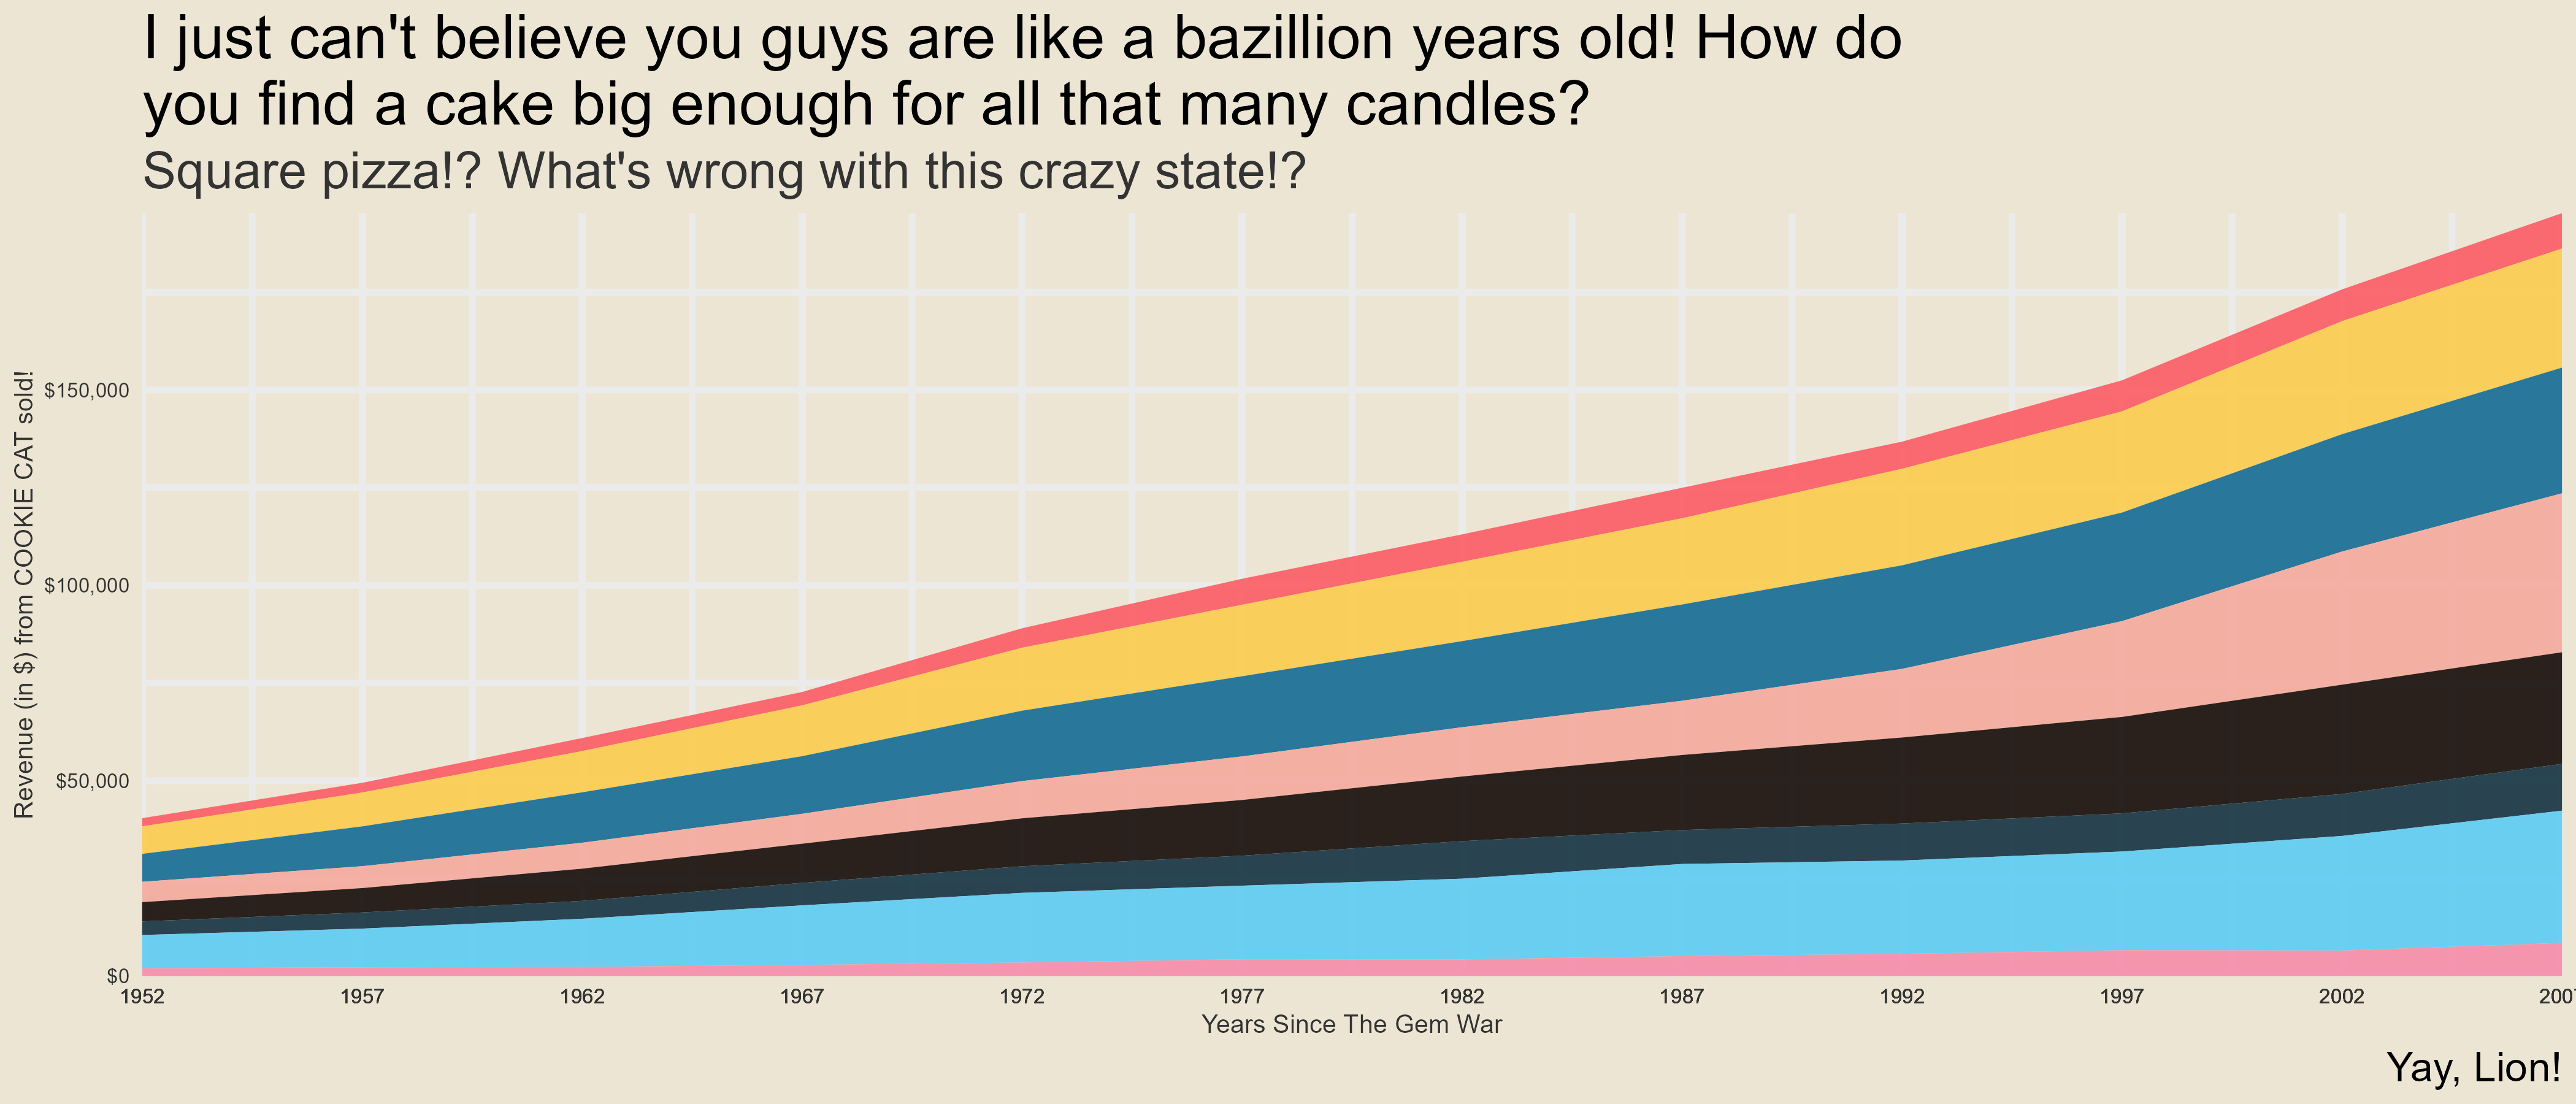 I just can't believe you guys are like a bazillion years old! How do
you find a cake big enough for all that many candles?
Square pizza!? What's wrong with this crazy state!?
Revenue (in $) from COOKIE CAT sold!
$150,000
$100,000
$50,000
$0
1952 1957 1962 1967 1972 1977 1982 1987 1992 1997 2002 200
Years Since The Gem War
Yay, Lion!